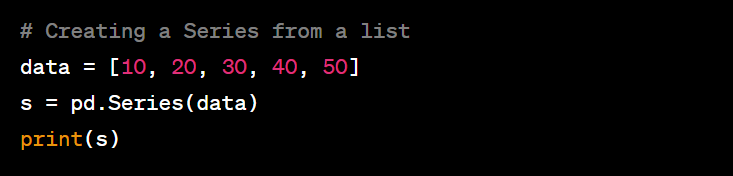 # Creating a Series from a list
data = [10, 20, 30, 40, 50]
s = pd.Series(data)
print(s)